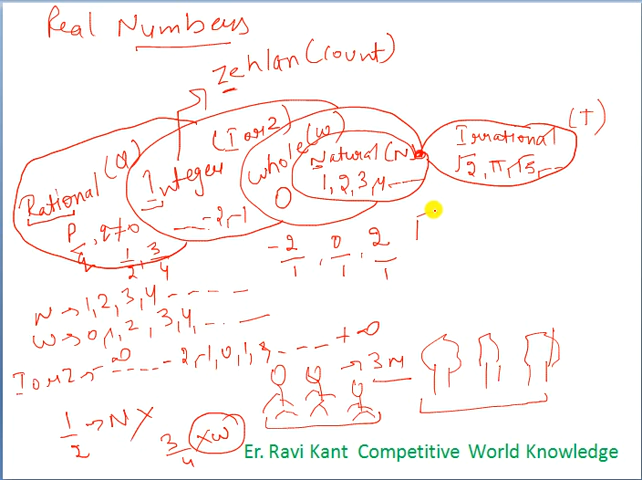 Real Numbers
Zehlan (count)
Rational (Q)
Integer (I or Z)
whole (W)
Natural (N)
Irrational (T)
P/q, q≠0
1/2, 3/4
-----2,-1
0
1,2,3,4-----
√2, π, √5,---
-2/1, 0/1, 2/1
N → 1,2,3,4-----
W → 0,1,2,3,4,---
I or Z → -∞ ----- -2,-1,0,1,2----+∞
→ 3 N
1/2 → N X
3/4 X W
Er. Ravi Kant Competitive World Knowledge